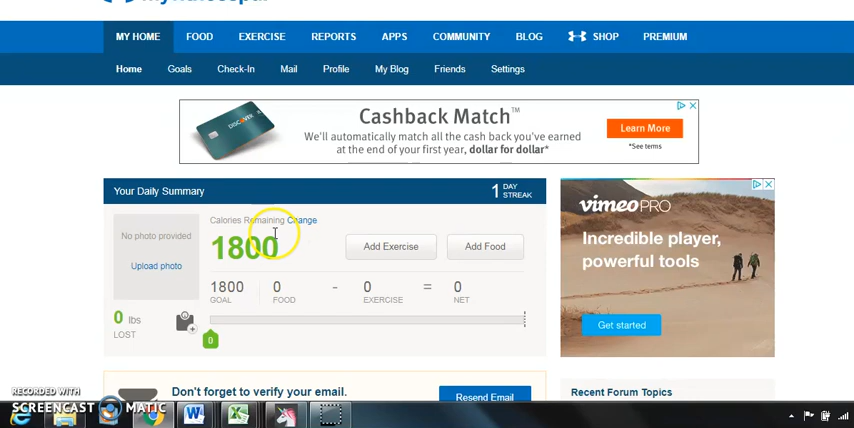 MY HOME FOOD EXERCISE REPORTS APPS COMMUNITY BLOG SHOP PREMIUM
Home Goals Check-In Mail Profile My Blog Friends Settings
DISCOVER
Cashback Match™
We'll automatically match all the cash back you've earned
at the end of your first year, dollar for dollar*
Learn More
*See terms
Your Daily Summary
1 DAY
STREAK
No photo provided
Upload photo
Calories Remaining Change
1800
Add Exercise
Add Food
1800 0 - 0 = 0
GOAL FOOD EXERCISE NET
0 lbs
LOST
0
vimeo PRO
Incredible player,
powerful tools
Get started
Don't forget to verify your email.
Resend Email
Recent Forum Topics
RECORDED WITH
SCREENCAST MATIC